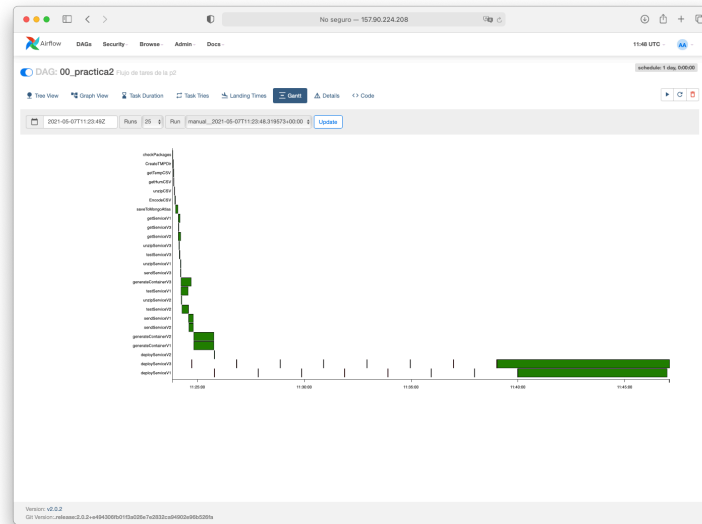 No seguro — 157.90.224.208
Airflow DAGs Security Browse Admin Docs 11:48 UTC AA
DAG: 00_practica2 Flujo de tareas de la p2 schedule: 1 day, 0:00:00
Tree View Graph View Task Duration Task Tries Landing Times Gantt Details <> Code
2021-05-07T11:23:49Z Runs 25 Run manual__2021-05-07T11:23:48.319573+00:00 Update
checkPackages
CreateTMPDir
getTempCSV
getHumCSV
unzipCSV
EncodeCSV
saveToMongoAtlas
getServiceV1
getServiceV3
getServiceV2
unzipServiceV3
testServiceV3
unzipServiceV1
sendServiceV3
generateContainerV3
testServiceV1
unzipServiceV2
testServiceV2
sendServiceV1
sendServiceV2
generateContainerV2
generateContainerV1
deployServiceV2
deployServiceV3
deployServiceV1
11:25:00 11:30:00 11:35:00 11:40:00 11:45:00
Version: v2.0.2